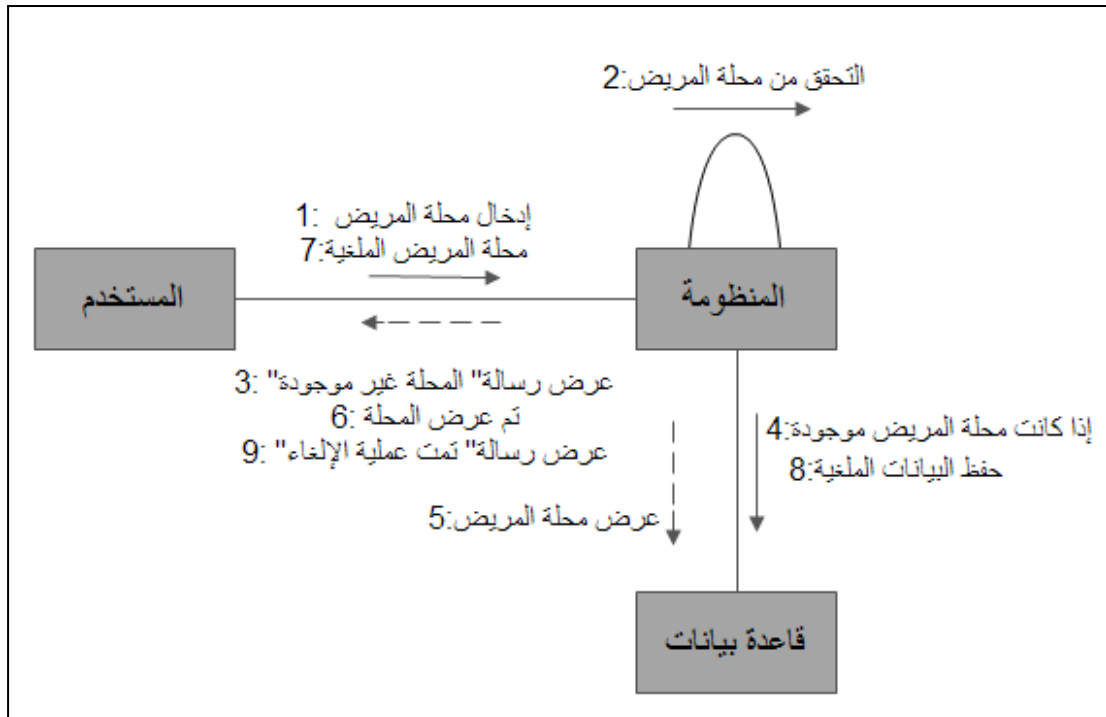 2:التحقق من محلة المريض
1: إدخال محلة المريض
7:محلة المريض الملغية
المستخدم
المنظومة
3: عرض رسالة" المحلة غير موجودة"
6: تم عرض المحلة
9: عرض رسالة" تمت عملية الإلغاء"
4:إذا كانت محلة المريض موجودة
8:حفظ البيانات الملغية
5:عرض محلة المريض
قاعدة بيانات